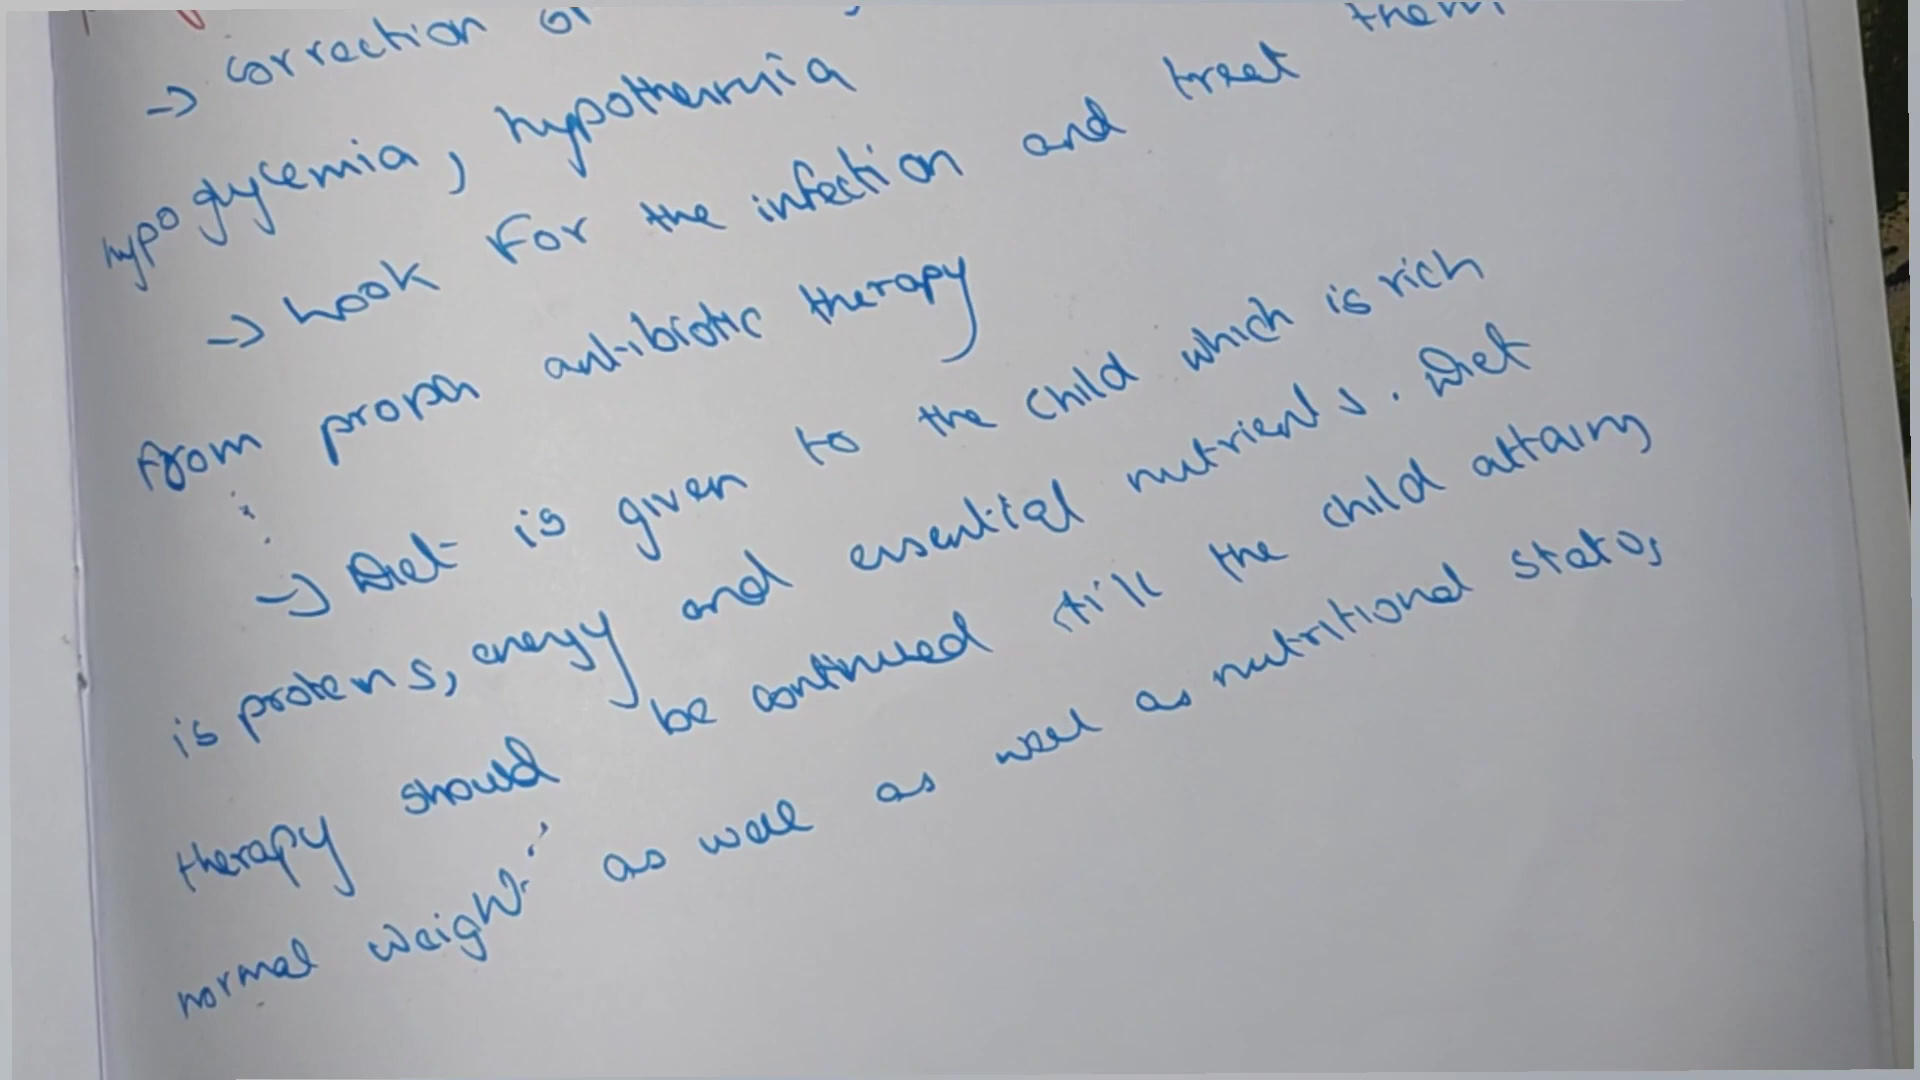 → correction of
hypoglycemia, hypothermia
→ Look for the infection and treet them
from proper antibiotic therapy
→ Diet is given to the child which is rich
is proteins, energy and essential nutrients. Diet
therapy should be continued still the child attains
normal weight as well as well as nutritional status